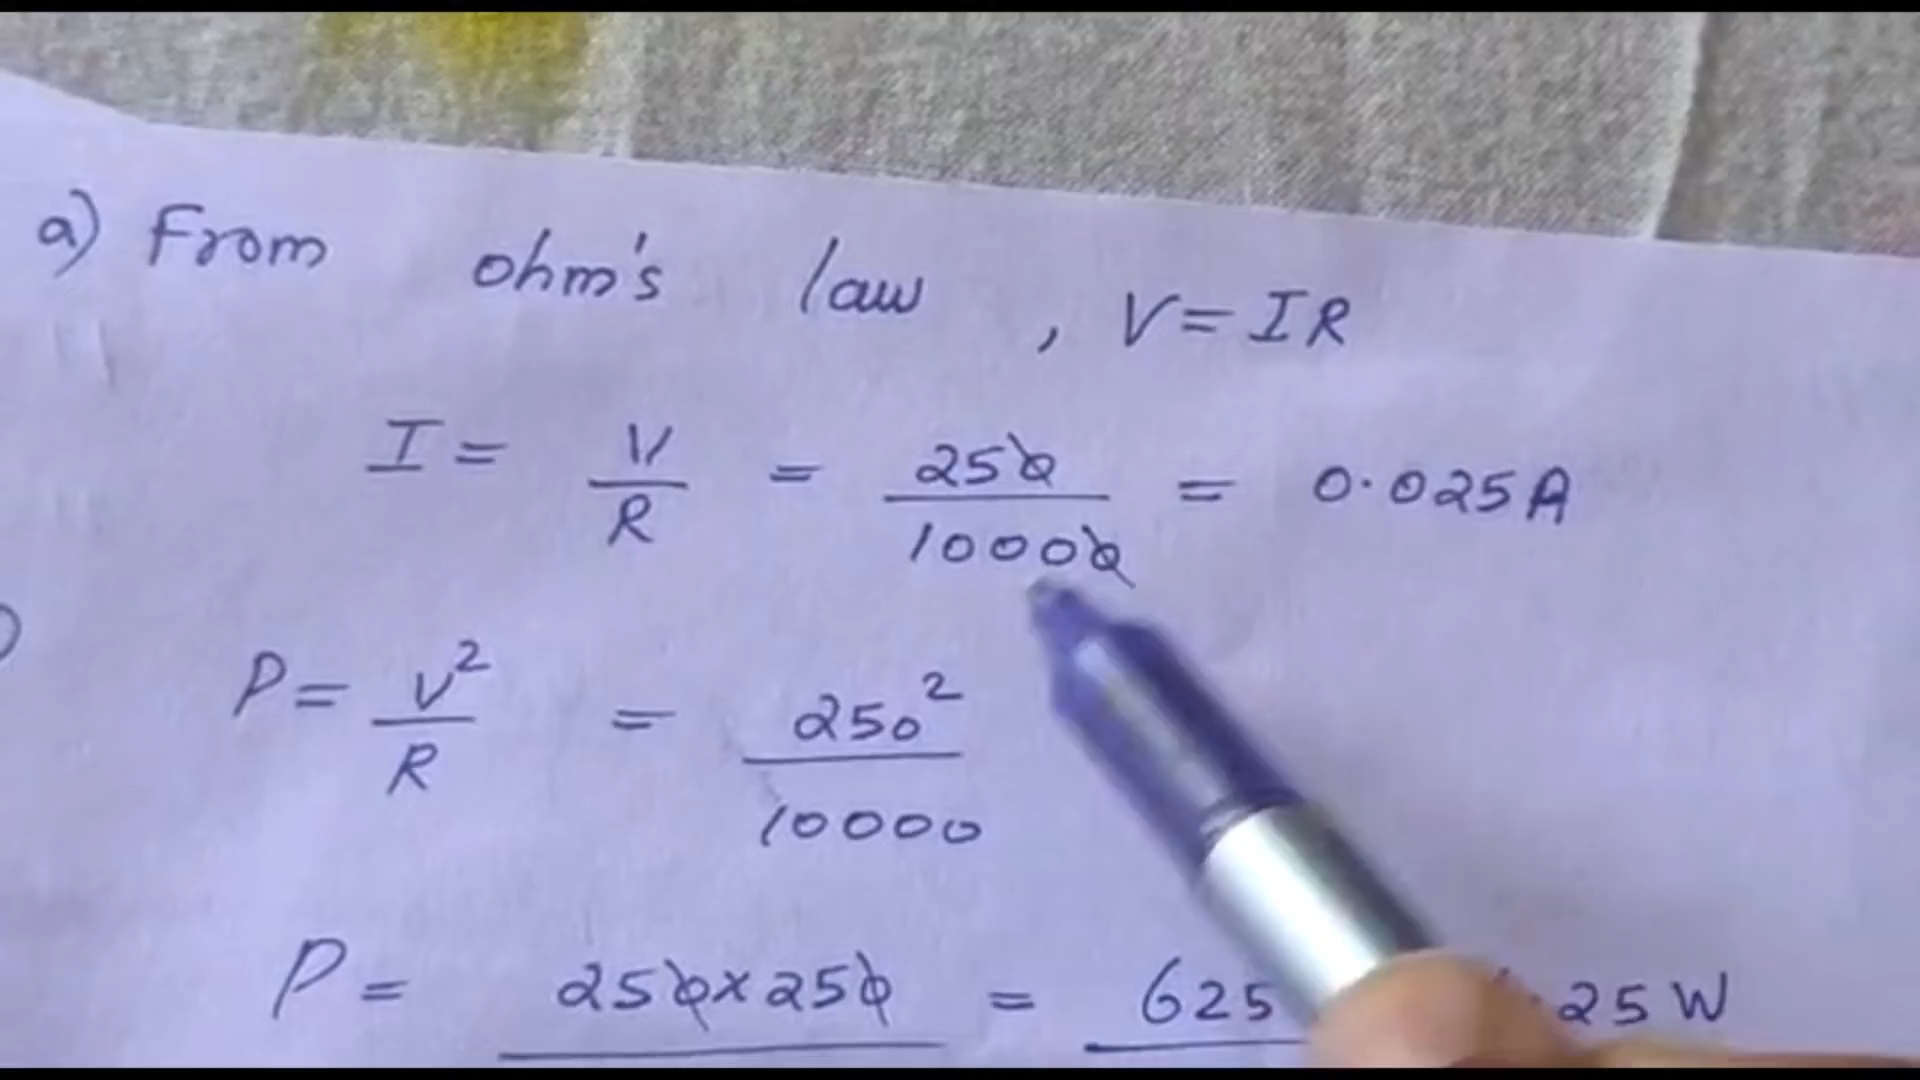 a) From ohm's law , V = IR
I = V/R = 250/10000 = 0.025A
)
P = V²/R = 250²/10000
P = 250×250 = 625 .25 W